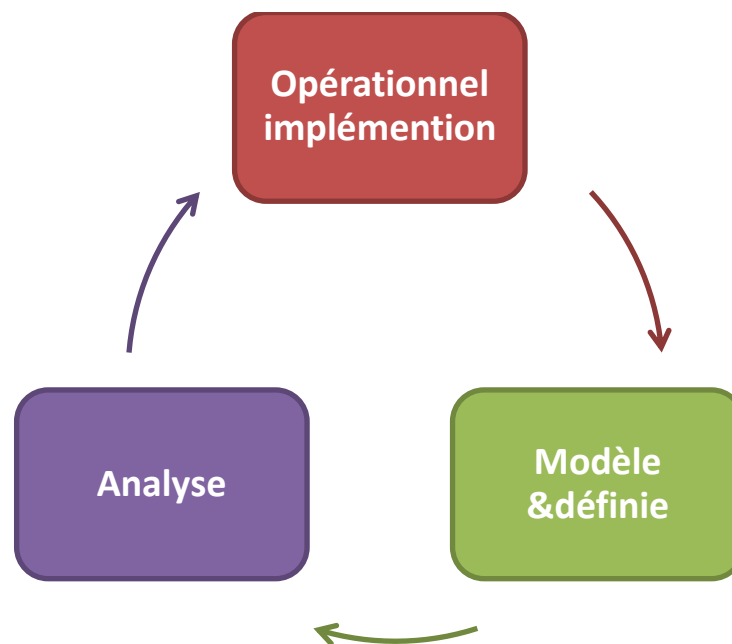 Opérationnel
implémention
Analyse
Modèle
&définie